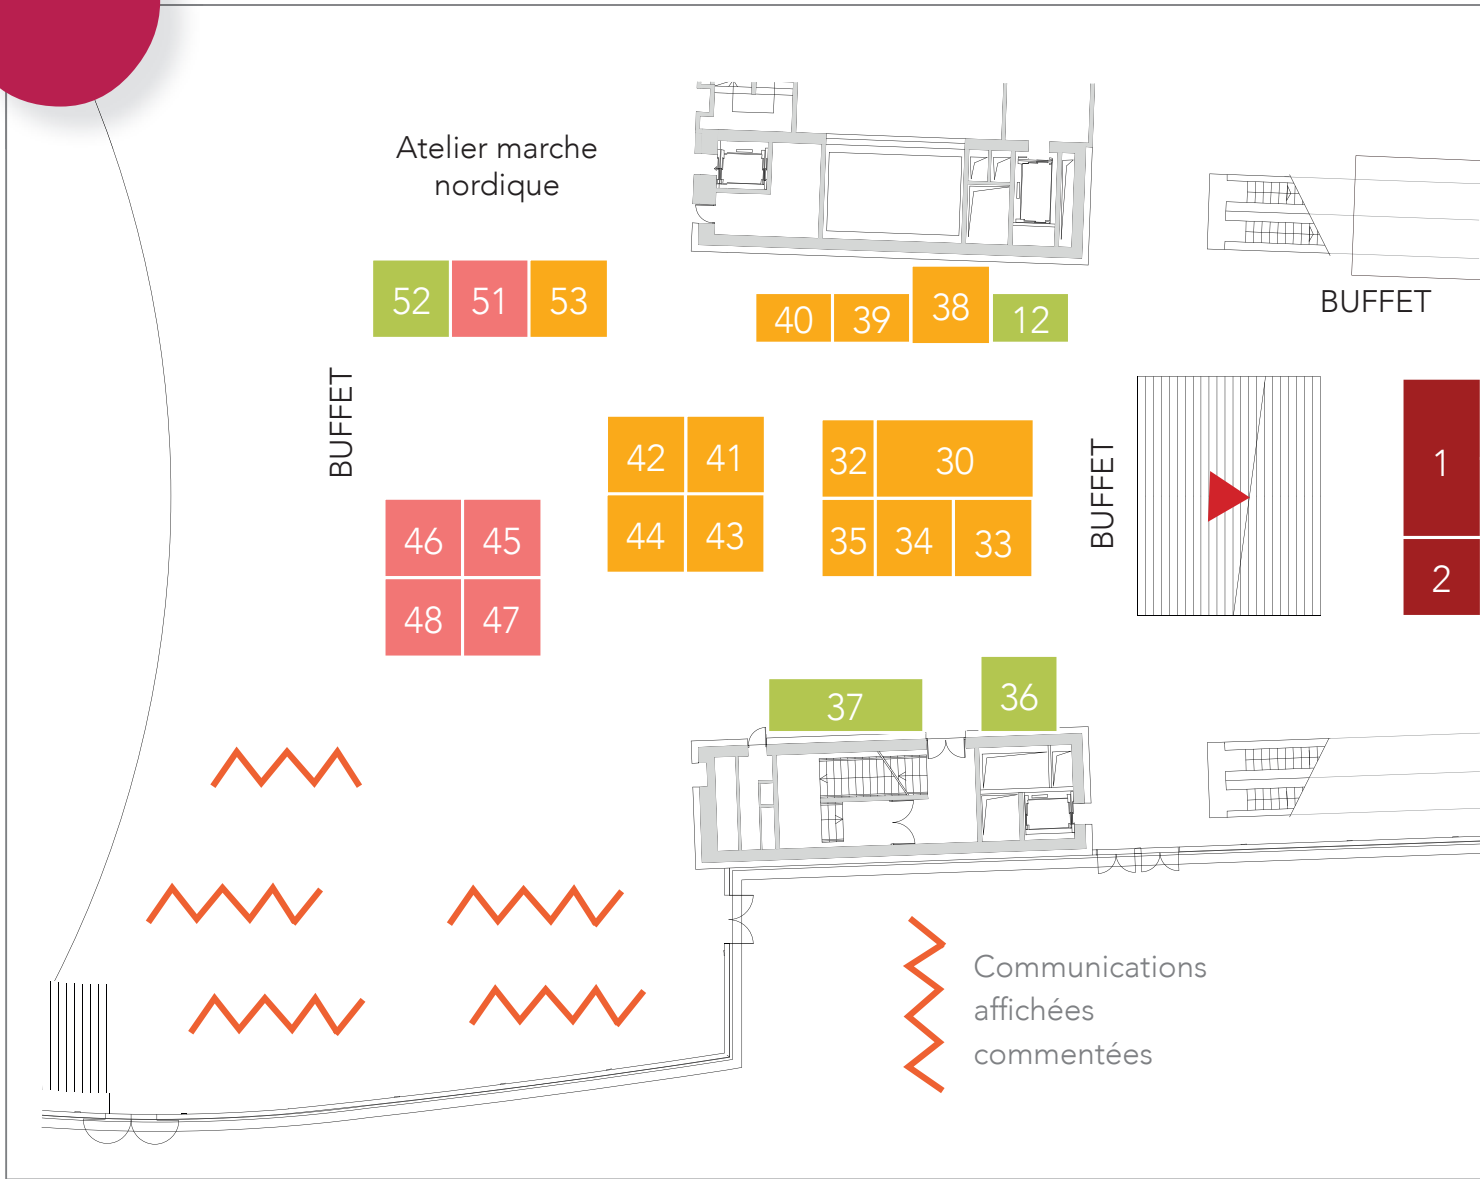 Atelier marche
nordique
52 51 53
40 39 38 12
BUFFET
BUFFET
42 41
44 43
32 30
35 34 33
BUFFET
1
2
46 45
48 47
37
36
Communications
affichées
commentées